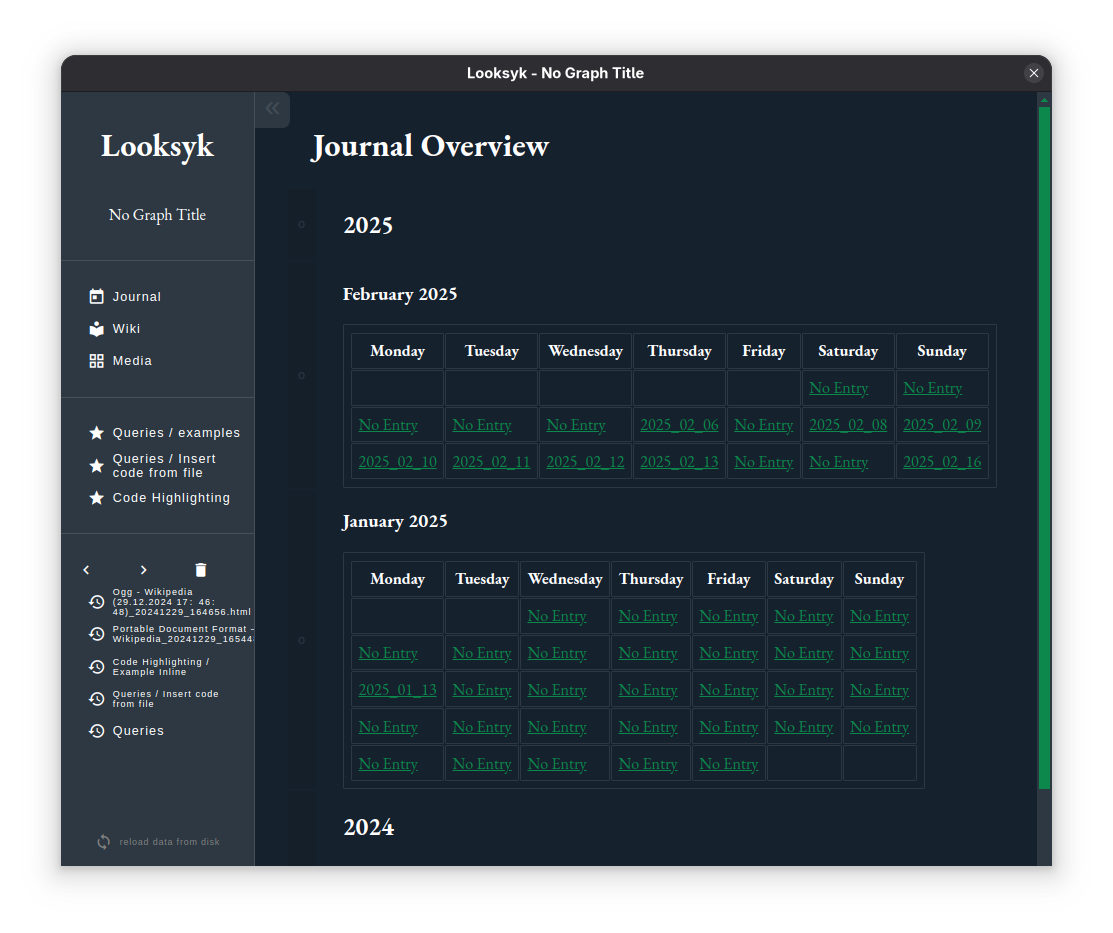 Looksyk - No Graph Title
Looksyk
No Graph Title
Journal
Wiki
Media
Queries / examples
Queries / Insert
code from file
Code Highlighting
Ogg - Wikipedia
(29.12.2024 17: 46:
48)_20241229_164656.html
Portable Document Format –
Wikipedia_20241229_16544
Code Highlighting /
Example Inline
Queries / Insert code
from file
Queries
reload data from disk
Journal Overview
2025
February 2025
Monday Tuesday Wednesday Thursday Friday Saturday Sunday
No Entry No Entry
No Entry No Entry No Entry 2025_02_06 No Entry 2025_02_08 2025_02_09
2025_02_10 2025_02_11 2025_02_12 2025_02_13 No Entry No Entry 2025_02_16
January 2025
Monday Tuesday Wednesday Thursday Friday Saturday Sunday
No Entry No Entry No Entry No Entry No Entry
No Entry No Entry No Entry No Entry No Entry No Entry No Entry
2025_01_13 No Entry No Entry No Entry No Entry No Entry No Entry
No Entry No Entry No Entry No Entry No Entry No Entry No Entry
No Entry No Entry No Entry No Entry No Entry
2024